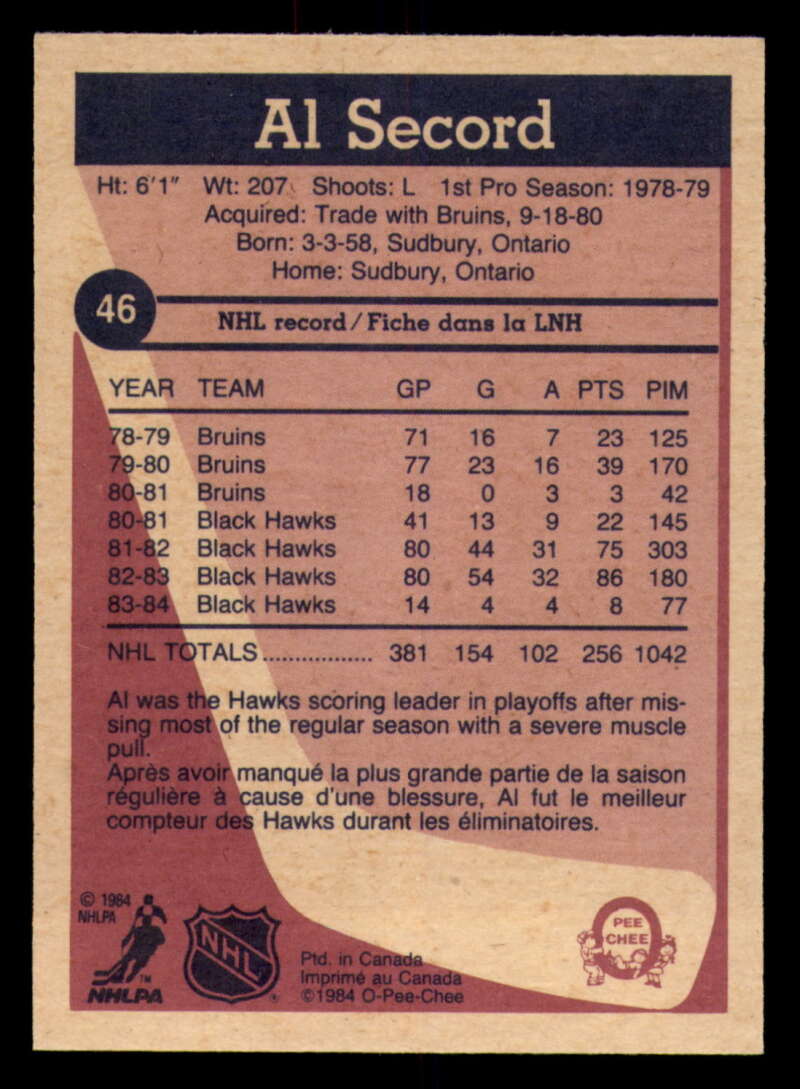 Al Secord
Ht: 6'1" Wt: 207 Shoots: L 1st Pro Season: 1978-79
Acquired: Trade with Bruins, 9-18-80
Born: 3-3-58, Sudbury, Ontario
Home: Sudbury, Ontario
46
NHL record/Fiche dans la LNH
YEAR TEAM GP G A PTS PIM
78-79 Bruins 71 16 7 23 125
79-80 Bruins 77 23 16 39 170
80-81 Bruins 18 0 3 3 42
80-81 Black Hawks 41 13 9 22 145
81-82 Black Hawks 80 44 31 75 303
82-83 Black Hawks 80 54 32 86 180
83-84 Black Hawks 14 4 4 8 77
NHL TOTALS................. 381 154 102 256 1042
Al was the Hawks scoring leader in playoffs after mis-
sing most of the regular season with a severe muscle
pull.
Après avoir manqué la plus grande partie de la saison
régulière à cause d'une blessure, Al fut le meilleur
compteur des Hawks durant les éliminatoires.
© 1984
NHLPA
TM
NHLPA
NHL
®
Ptd. in Canada
Imprimé au Canada
©1984 O-Pee-Chee
O
PEE
CHEE